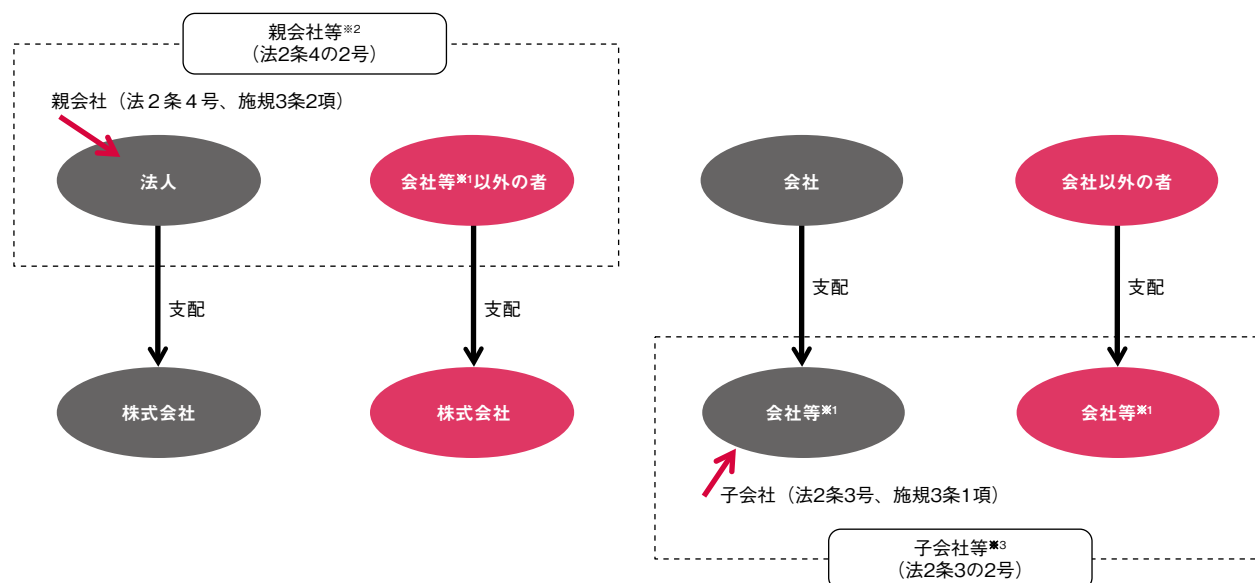 親会社等※2
（法2条4の2号）
親会社（法２条４号、施規3条2項）
法人
会社等※1以外の者
支配
支配
株式会社
株式会社
会社
会社以外の者
支配
支配
会社等※1
会社等※1
子会社（法2条3号、施規3条1項）
子会社等※3
（法2条3の2号）